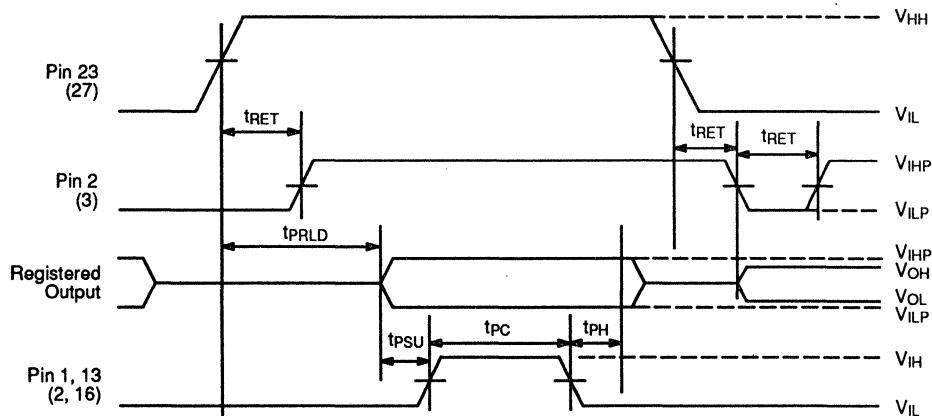 VHH
Pin 23
(27)
VIL
tRET
tRET
tRET
VIHP
Pin 2
(3)
VILP
tPRLD
VIHP
Registered
Output
VOH
VOL
VILP
tPSU
tPC
tPH
VIH
Pin 1, 13
(2, 16)
VIL